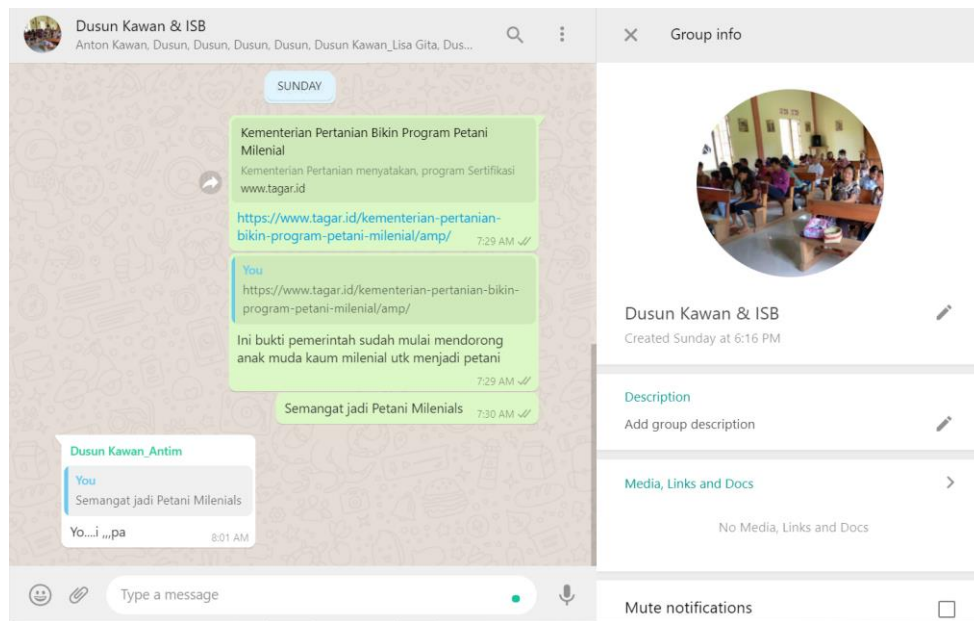 Dusun Kawan & ISB
Anton Kawan, Dusun, Dusun, Dusun, Dusun, Dusun Kawan_Lisa Gita, Dus...
SUNDAY
Kementerian Pertanian Bikin Program Petani
Milenial
Kementerian Pertanian menyatakan, program Sertifikasi
www.tagar.id
https://www.tagar.id/kementerian-pertanian-
bikin-program-petani-milenial/amp/
7:29 AM
You
https://www.tagar.id/kementerian-pertanian-bikin-
program-petani-milenial/amp/
Ini bukti pemerintah sudah mulai mendorong
anak muda kaum milenial utk menjadi petani
7:29 AM
Semangat jadi Petani Milenials 7:30 AM
Dusun Kawan_Antim
You
Semangat jadi Petani Milenials
Yo....i ,,,pa
8:01 AM
Type a message
Group info
Dusun Kawan & ISB
Created Sunday at 6:16 PM
Description
Add group description
Media, Links and Docs
No Media, Links and Docs
Mute notifications